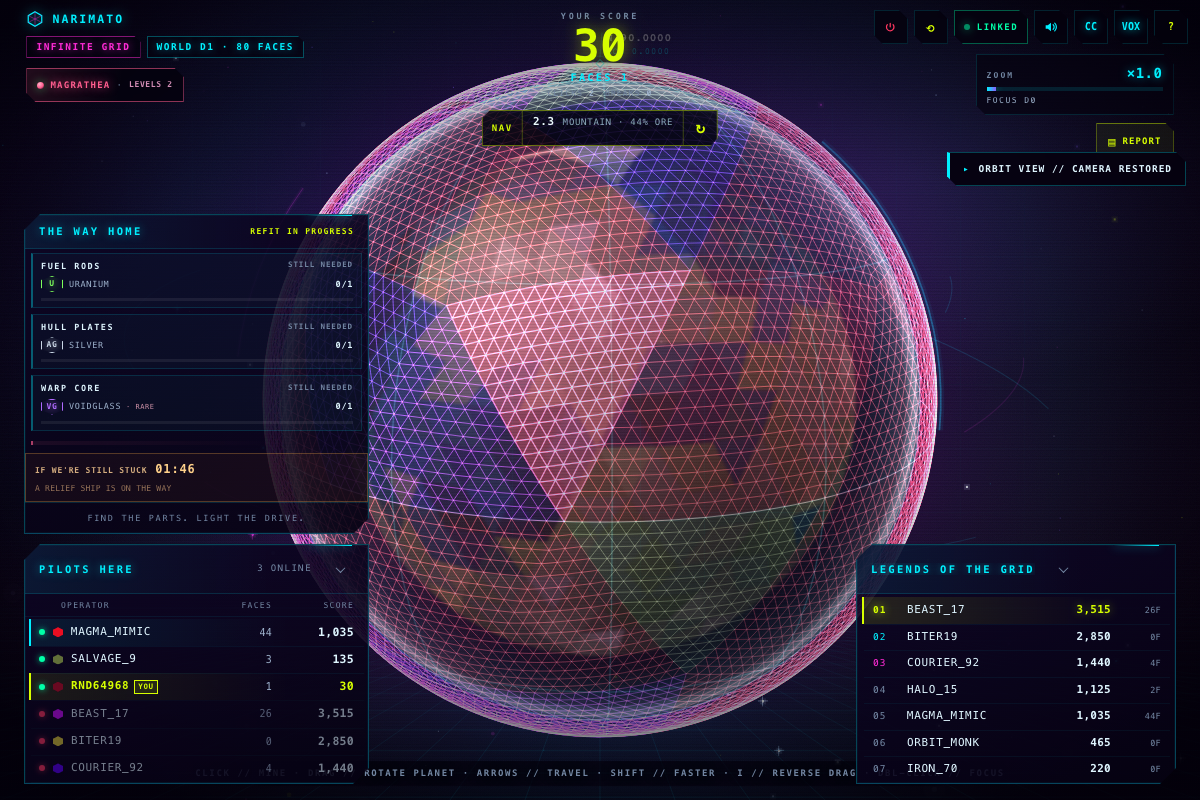 NARIMATO
INFINITE GRID
WORLD D1 · 80 FACES
MAGRATHEA · LEVELS 2
YOUR SCORE
30
FACES 1
NAV
2.3 MOUNTAIN · 44% ORE
↻
LINKED
CC
VOX
?
ZOOM ×1.0
FOCUS D0
REPORT
▸ ORBIT VIEW // CAMERA RESTORED
THE WAY HOME REFIT IN PROGRESS
FUEL RODS STILL NEEDED
U URANIUM 0/1
HULL PLATES STILL NEEDED
AG SILVER 0/1
WARP CORE STILL NEEDED
VG VOIDGLASS · RARE 0/1
IF WE'RE STILL STUCK 01:46
A RELIEF SHIP IS ON THE WAY
FIND THE PARTS. LIGHT THE DRIVE.
PILOTS HERE 3 ONLINE
OPERATOR FACES SCORE
MAGMA_MIMIC 44 1,035
SALVAGE_9 3 135
RND64968 YOU 1 30
BEAST_17 26 3,515
BITER19 0 2,850
COURIER_92 4 1,440
LEGENDS OF THE GRID
01 BEAST_17 3,515 26F
02 BITER19 2,850 0F
03 COURIER_92 1,440 4F
04 HALO_15 1,125 2F
05 MAGMA_MIMIC 1,035 44F
06 ORBIT_MONK 465 0F
07 IRON_70 220 0F
ROTATE PLANET · ARROWS // TRAVEL · SHIFT // FASTER · I // REVERSE DRAG